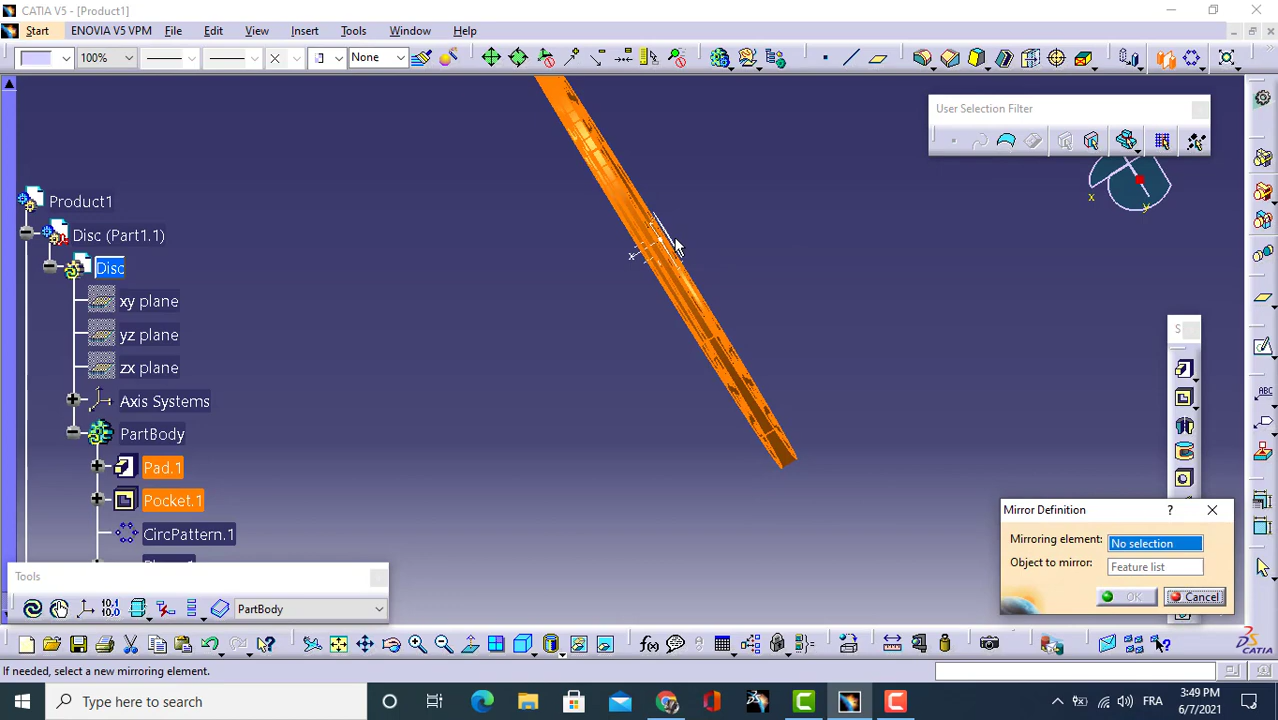 CATIA V5 - [Product1]
Start
ENOVIA V5 VPM
File
Edit
View
Insert
Tools
Window
Help
100%
None
User Selection Filter
x
y
Product1
Disc (Part1.1)
Disc
xy plane
yz plane
zx plane
Axis Systems
PartBody
Pad.1
Pocket.1
CircPattern.1
x
S
Mirror Definition
?
Mirroring element:
No selection
Object to mirror:
Feature list
OK
Cancel
Tools
PartBody
If needed, select a new mirroring element.
CATIA
Type here to search
FRA
3:49 PM
6/7/2021